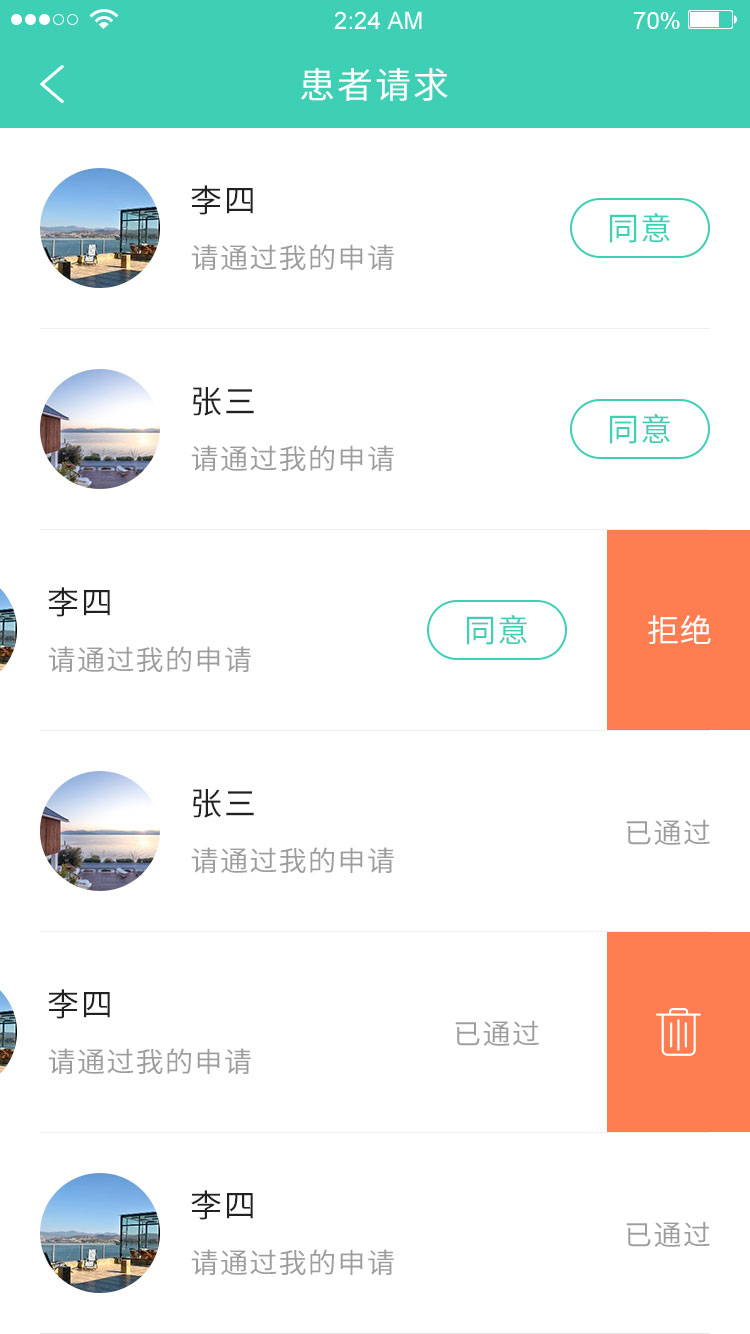 2:24 AM 70%
患者请求
李四
请通过我的申请
同意
张三
请通过我的申请
同意
李四
请通过我的申请
同意
拒绝
张三
请通过我的申请
已通过
李四
请通过我的申请
已通过
李四
请通过我的申请
已通过